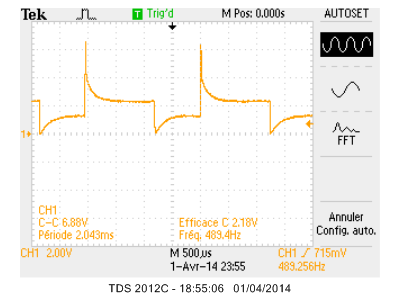 Tek T Trig'd M Pos: 0.000s AUTOSET
FFT
1
CH1
C-C 6.88V Efficace C 2.18V
Période 2.043ms Fréq. 489.4Hz
Annuler
Config. auto.
CH1 2.00V M 500µs CH1 715mV
1-Avr-14 23:55 489.256Hz
TDS 2012C - 18:55:06 01/04/2014